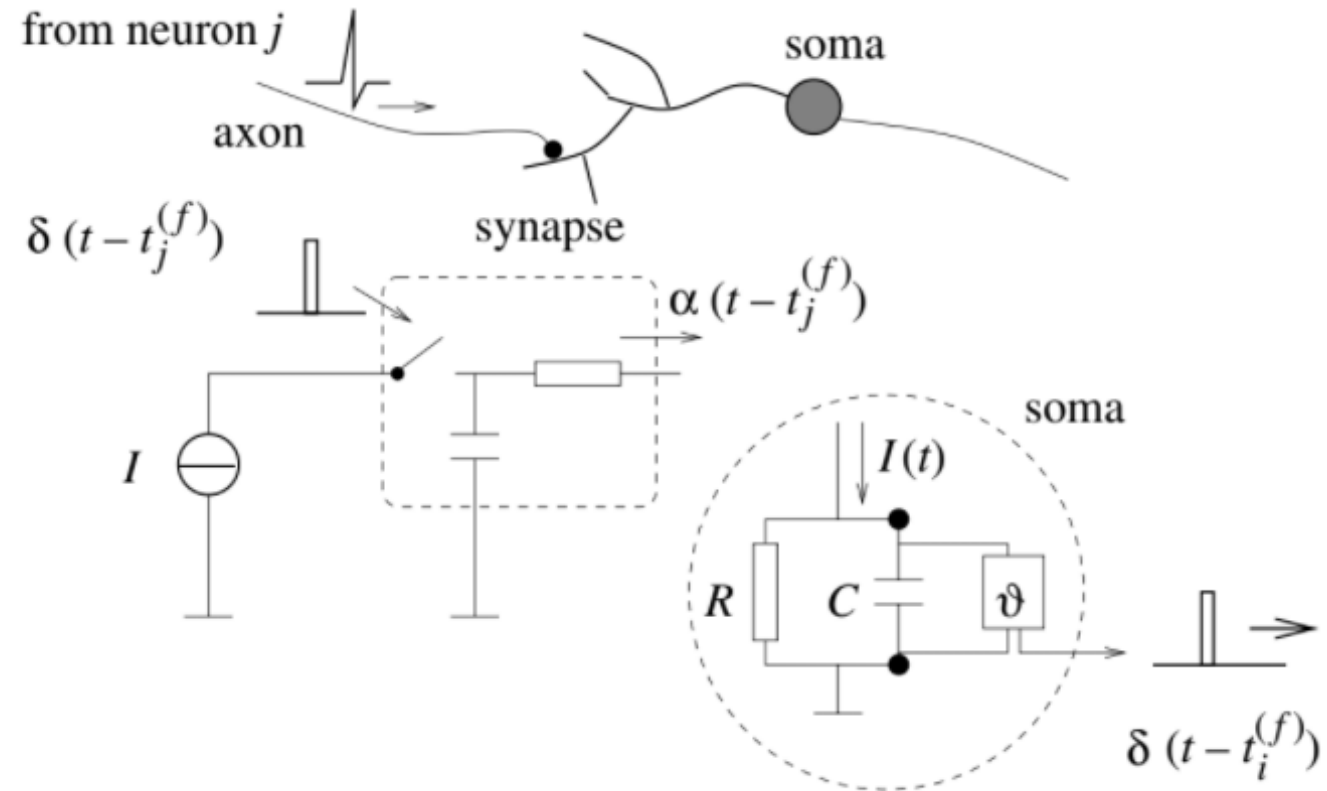 from neuron j
soma
axon
synapse
δ (t – t_j^(f))
α (t – t_j^(f))
I
soma
I(t)
R
C
ϑ
δ (t – t_i^(f))